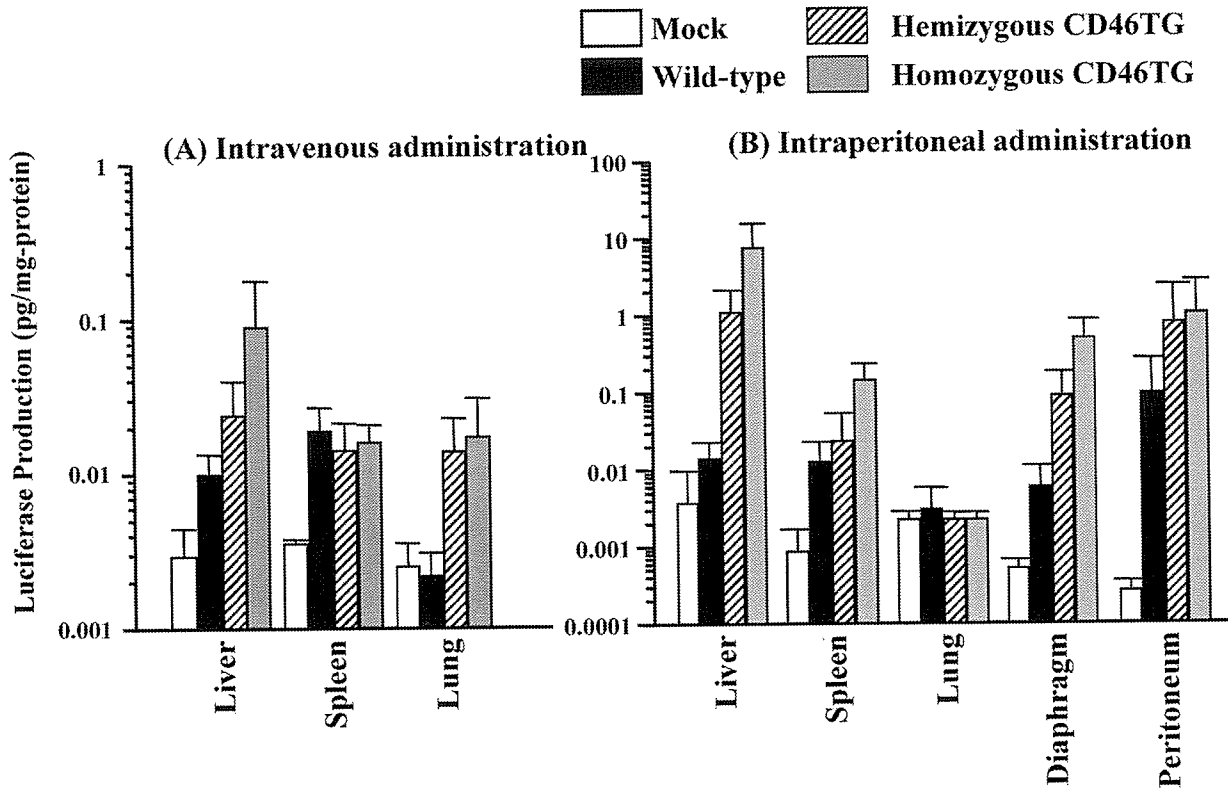 Mock
Hemizygous CD46TG
Wild-type
Homozygous CD46TG
(A) Intravenous administration
(B) Intraperitoneal administration
Luciferase Production (pg/mg-protein)
1
0.1
0.01
0.001
Liver
Spleen
Lung
100
10
1
0.1
0.01
0.001
0.0001
Liver
Spleen
Lung
Diaphragm
Peritoneum